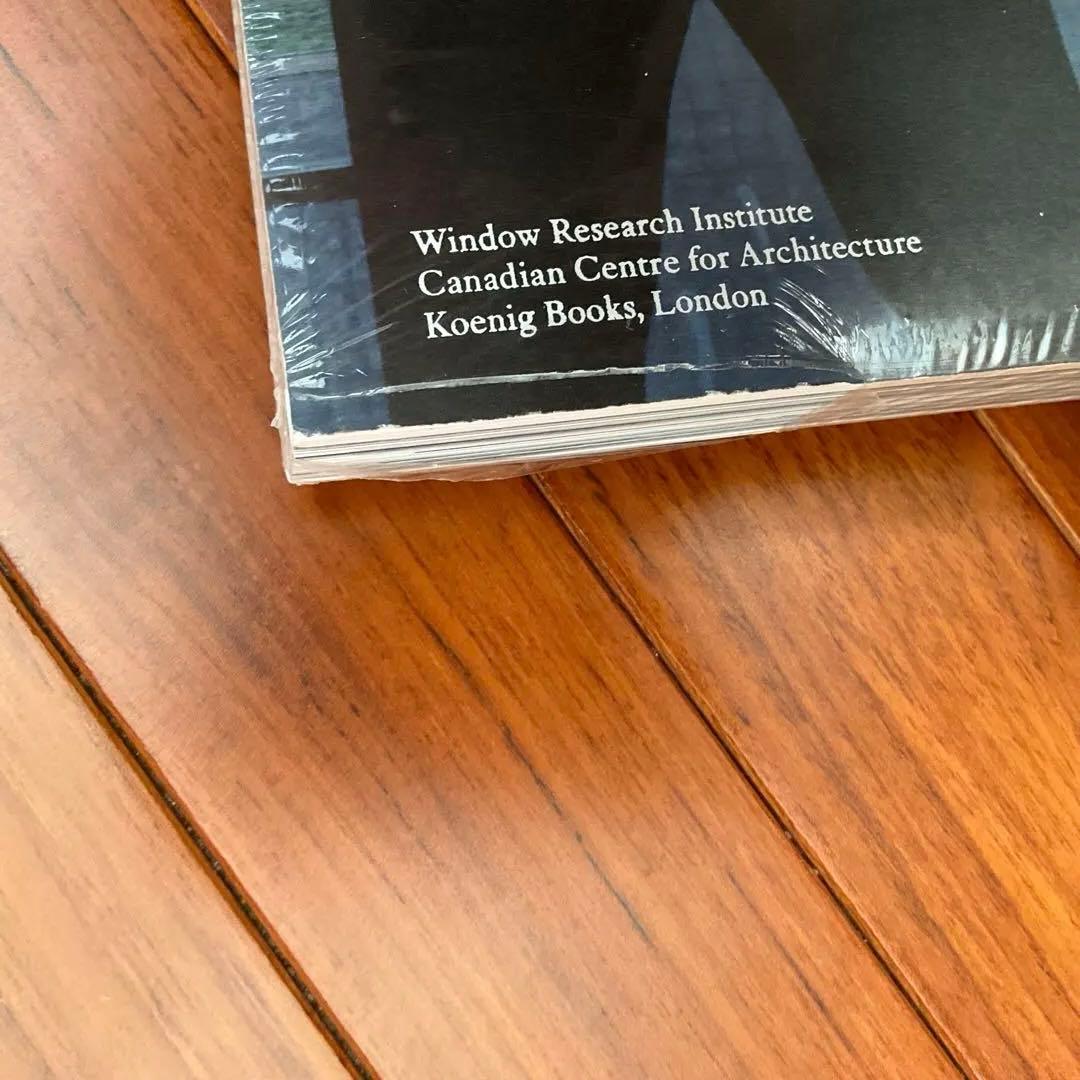 Window Research Institute
Canadian Centre for Architecture
Koenig Books, London